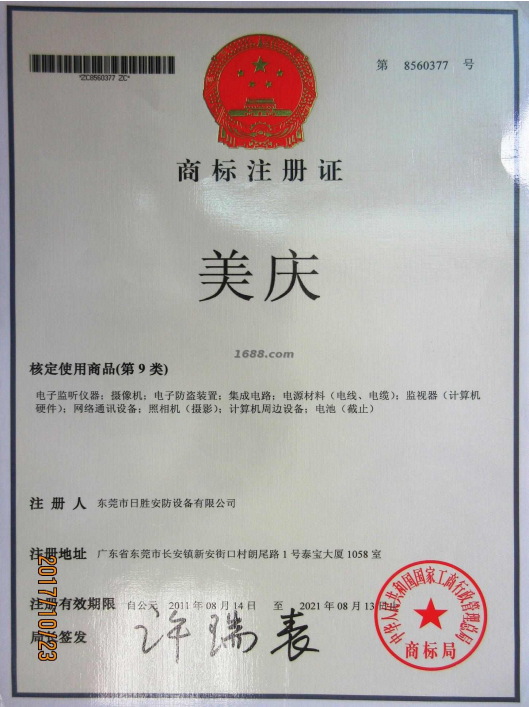 *ZC8560377 ZC*
第 8560377 号
商标注册证
美庆
1688.com
核定使用商品(第 9 类)
电子监听仪器；摄像机；电子防盗装置；集成电路；电源材料（电线、电缆）；监视器（计算机
硬件）；网络通讯设备；照相机（摄影）；计算机周边设备；电池（截止）
注 册 人 东莞市日胜安防设备有限公司
注册地址 广东省东莞市长安镇新安街口村朗尾路 1 号泰宝大厦 1058 室
注册有效期限 自公元 2011 年 08 月 14 日 至 2021 年 08 月 13 日止
局长签发 许瑞表
中华人民共和国国家工商行政管理总局
商标局
2017/10/23